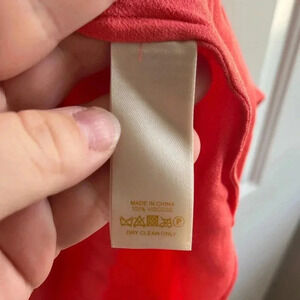 MADE IN CHINA
100% VISCOSE
P
DRY CLEAN ONLY